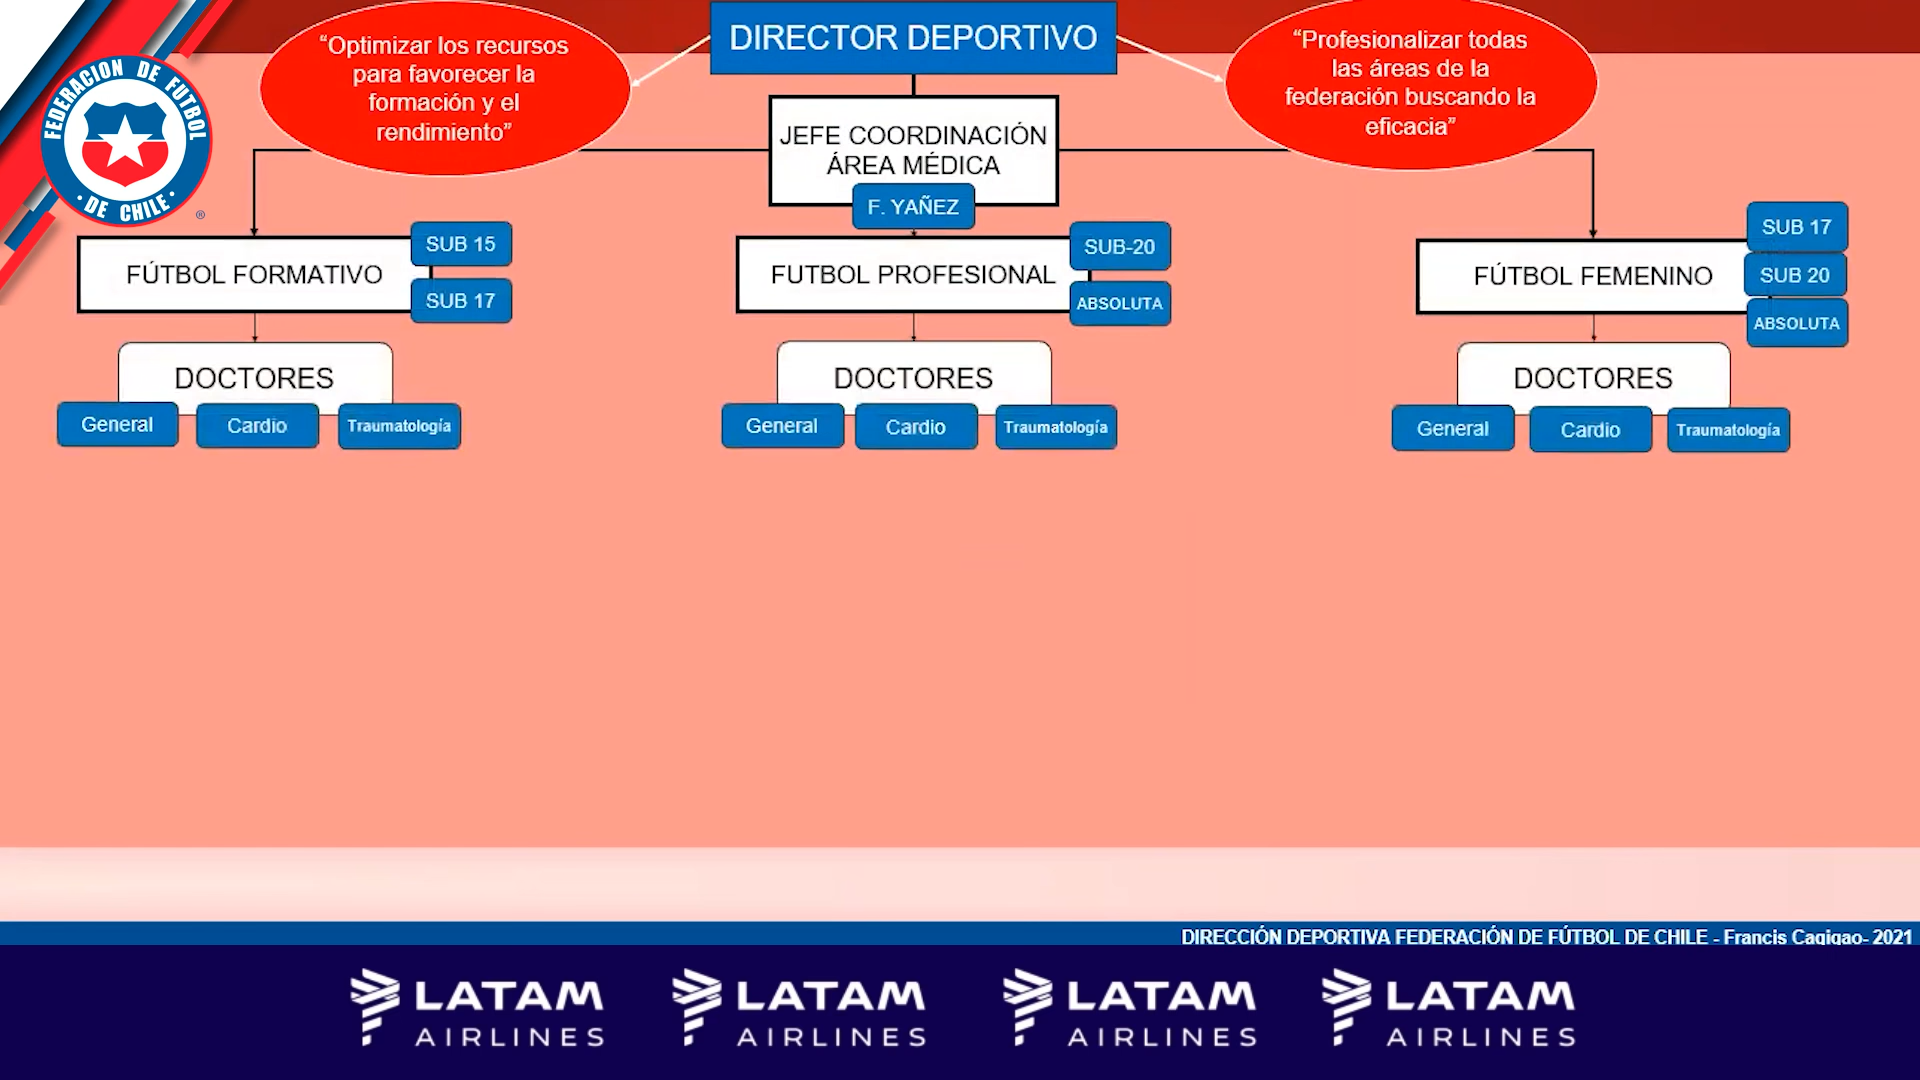 FEDERACION DE FUTBOL
· DE CHILE ·
®
“Optimizar los recursos
para favorecer la
formación y el
rendimiento”
DIRECTOR DEPORTIVO
“Profesionalizar todas
las áreas de la
federación buscando la
eficacia”
JEFE COORDINACIÓN
ÁREA MÉDICA
F. YAÑEZ
FÚTBOL FORMATIVO
SUB 15
SUB 17
FUTBOL PROFESIONAL
SUB-20
ABSOLUTA
FÚTBOL FEMENINO
SUB 17
SUB 20
ABSOLUTA
DOCTORES
General
Cardio
Traumatología
DOCTORES
General
Cardio
Traumatología
DOCTORES
General
Cardio
Traumatología
DIRECCIÓN DEPORTIVA FEDERACIÓN DE FÚTBOL DE CHILE - Francis Cagigao- 2021
LATAM
AIRLINES
LATAM
AIRLINES
LATAM
AIRLINES
LATAM
AIRLINES